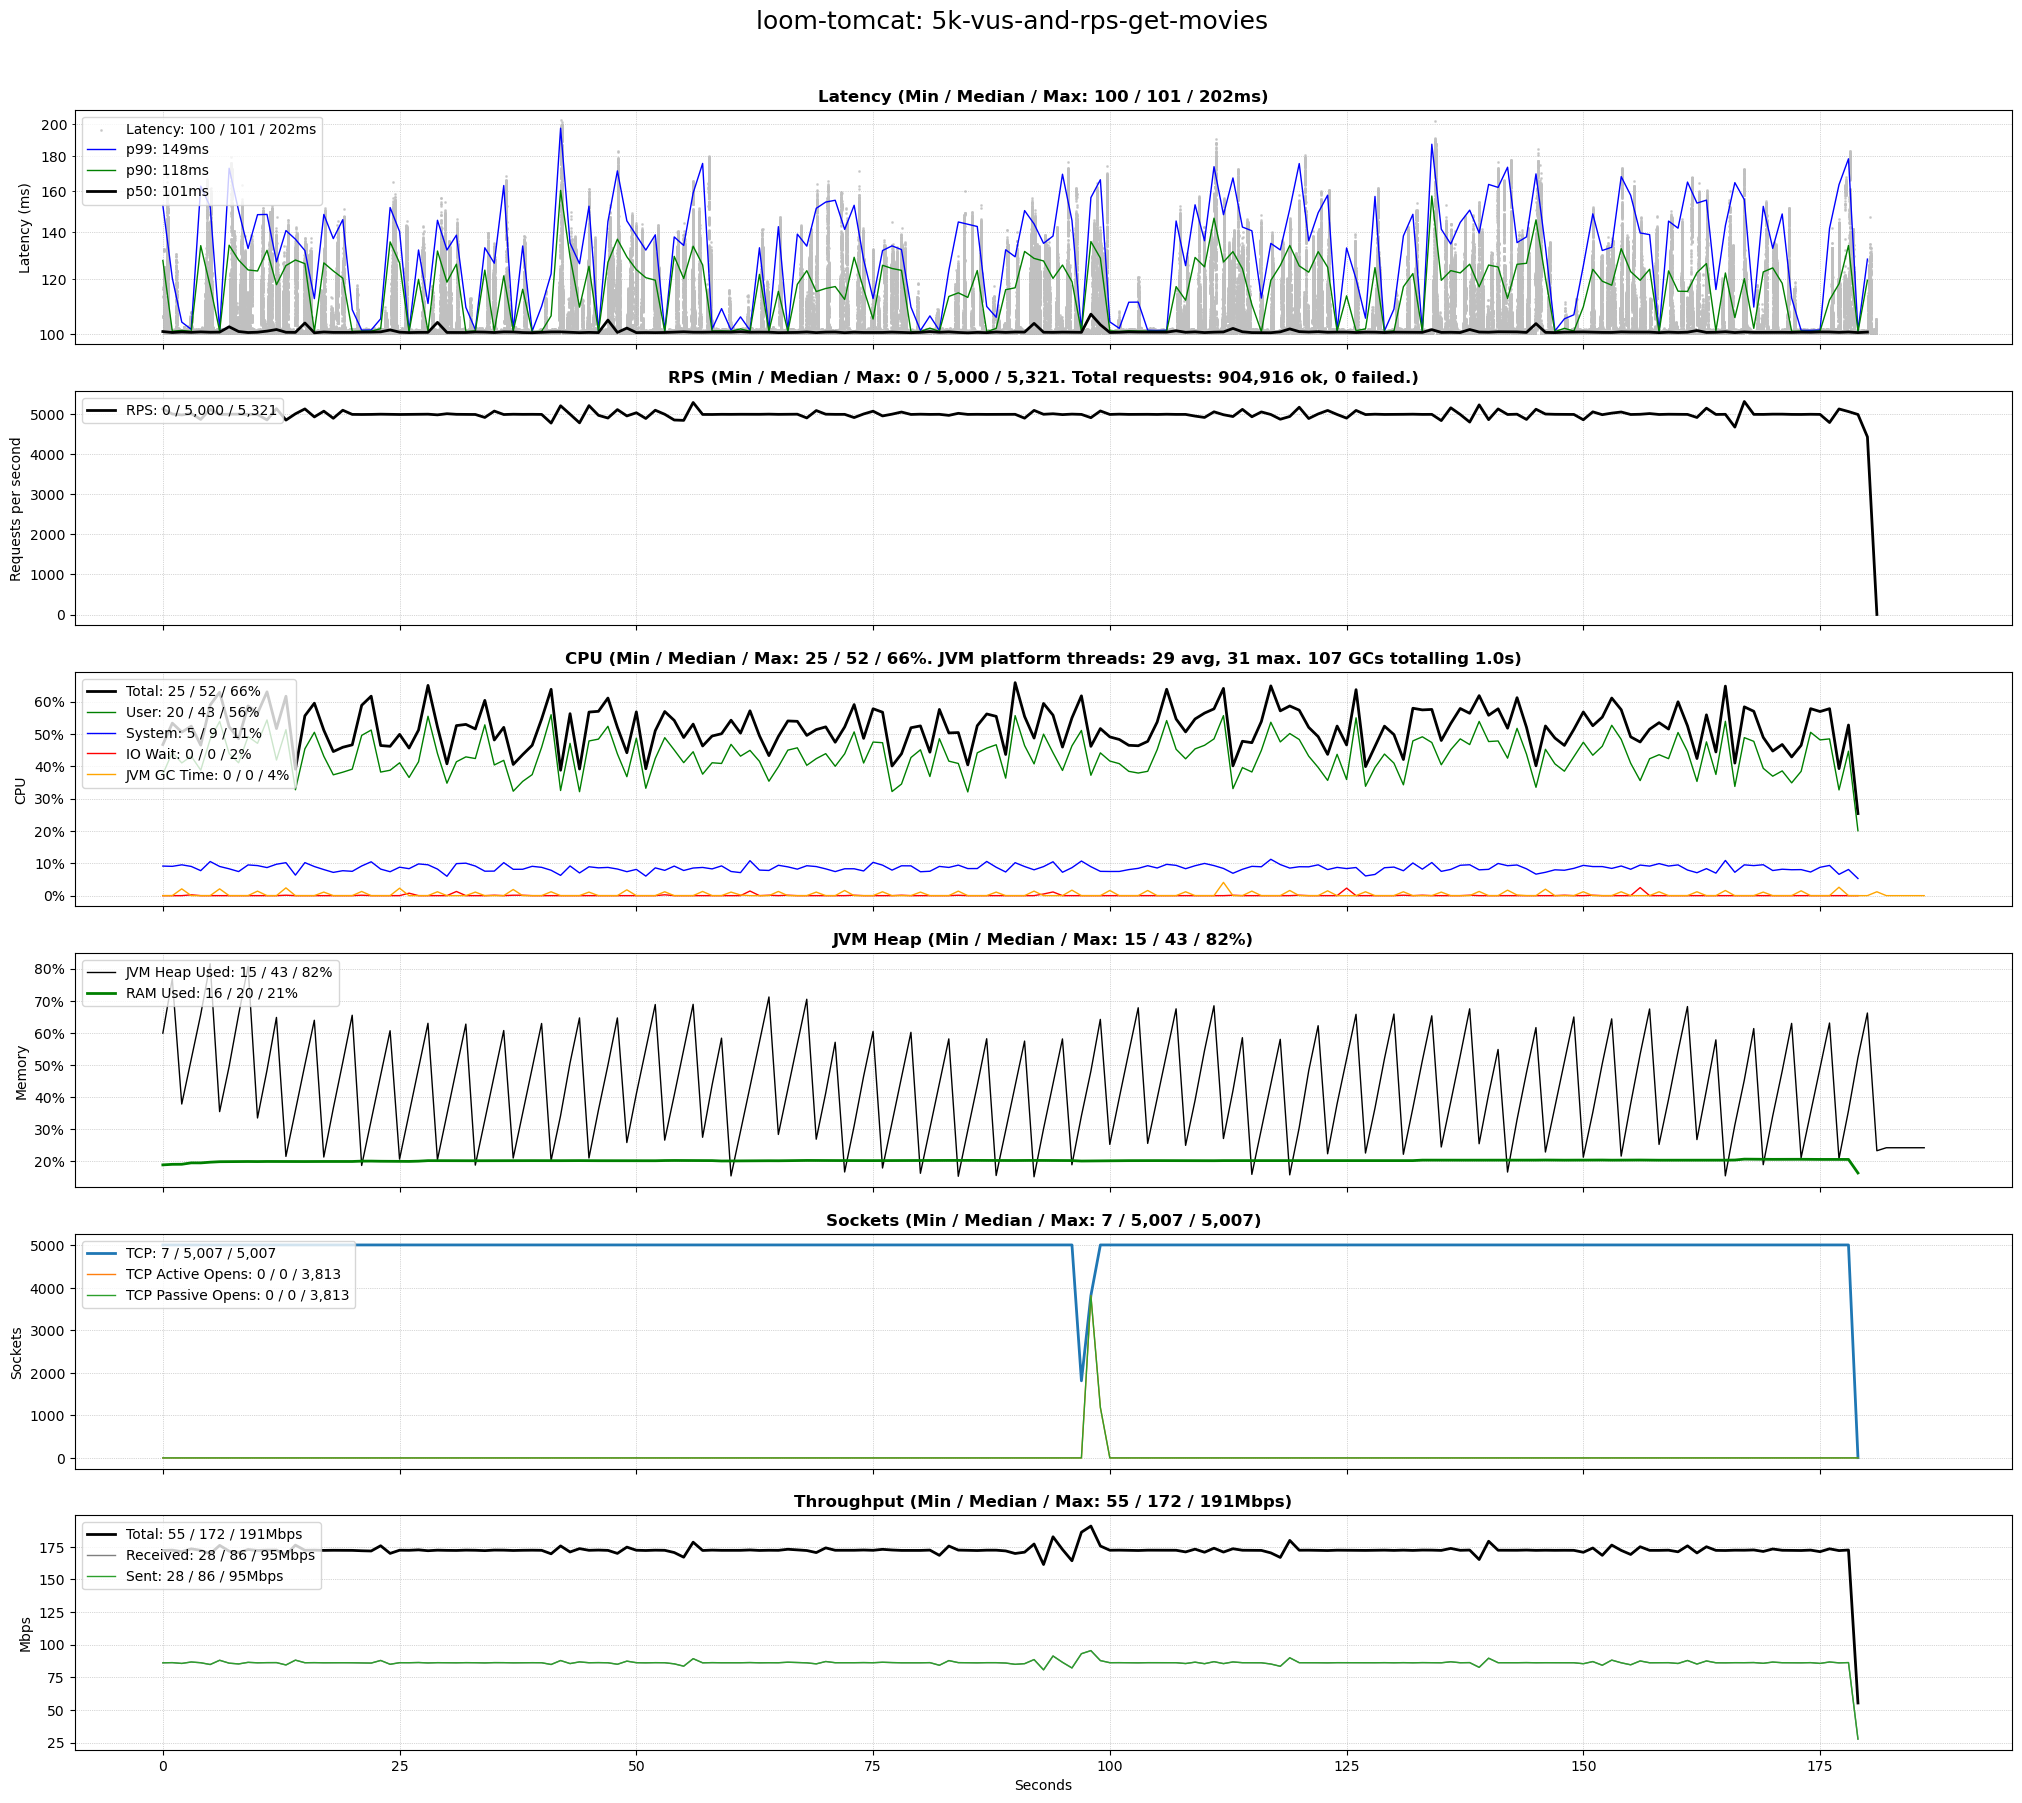 loom-tomcat: 5k-vus-and-rps-get-movies
Latency (Min / Median / Max: 100 / 101 / 202ms)
Latency (ms)
200
180
160
140
120
100
Latency: 100 / 101 / 202ms
p99: 149ms
p90: 118ms
p50: 101ms
RPS (Min / Median / Max: 0 / 5,000 / 5,321. Total requests: 904,916 ok, 0 failed.)
Requests per second
5000
4000
3000
2000
1000
0
RPS: 0 / 5,000 / 5,321
CPU (Min / Median / Max: 25 / 52 / 66%. JVM platform threads: 29 avg, 31 max. 107 GCs totalling 1.0s)
CPU
60%
50%
40%
30%
20%
10%
0%
Total: 25 / 52 / 66%
User: 20 / 43 / 56%
System: 5 / 9 / 11%
IO Wait: 0 / 0 / 2%
JVM GC Time: 0 / 0 / 4%
JVM Heap (Min / Median / Max: 15 / 43 / 82%)
Memory
80%
70%
60%
50%
40%
30%
20%
JVM Heap Used: 15 / 43 / 82%
RAM Used: 16 / 20 / 21%
Sockets (Min / Median / Max: 7 / 5,007 / 5,007)
Sockets
5000
4000
3000
2000
1000
0
TCP: 7 / 5,007 / 5,007
TCP Active Opens: 0 / 0 / 3,813
TCP Passive Opens: 0 / 0 / 3,813
Throughput (Min / Median / Max: 55 / 172 / 191Mbps)
Mbps
175
150
125
100
75
50
25
Total: 55 / 172 / 191Mbps
Received: 28 / 86 / 95Mbps
Sent: 28 / 86 / 95Mbps
0 25 50 75 100 125 150 175
Seconds